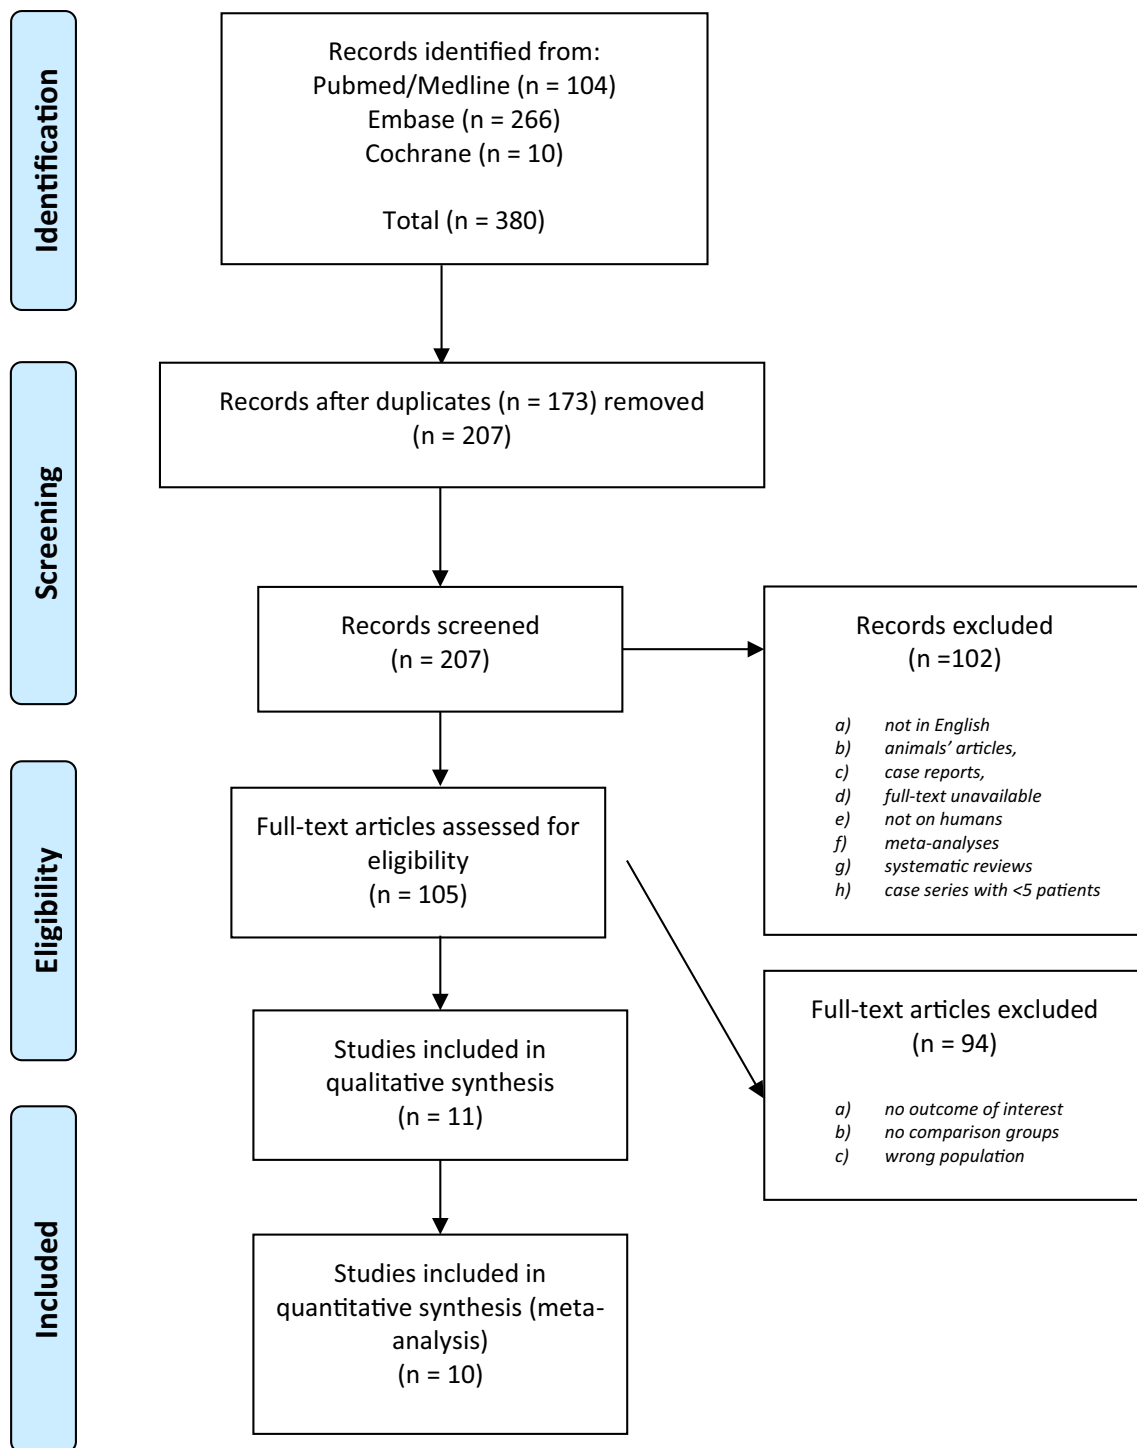 Identification
Records identified from:
Pubmed/Medline (n = 104)
Embase (n = 266)
Cochrane (n = 10)
Total (n = 380)
Screening
Records after duplicates (n = 173) removed
(n = 207)
Records screened
(n = 207)
Records excluded
(n =102)
a) not in English
b) animals’ articles,
c) case reports,
d) full-text unavailable
e) not on humans
f) meta-analyses
g) systematic reviews
h) case series with <5 patients
Eligibility
Full-text articles assessed for
eligibility
(n = 105)
Full-text articles excluded
(n = 94)
a) no outcome of interest
b) no comparison groups
c) wrong population
Studies included in
qualitative synthesis
(n = 11)
Included
Studies included in
quantitative synthesis (meta-
analysis)
(n = 10)